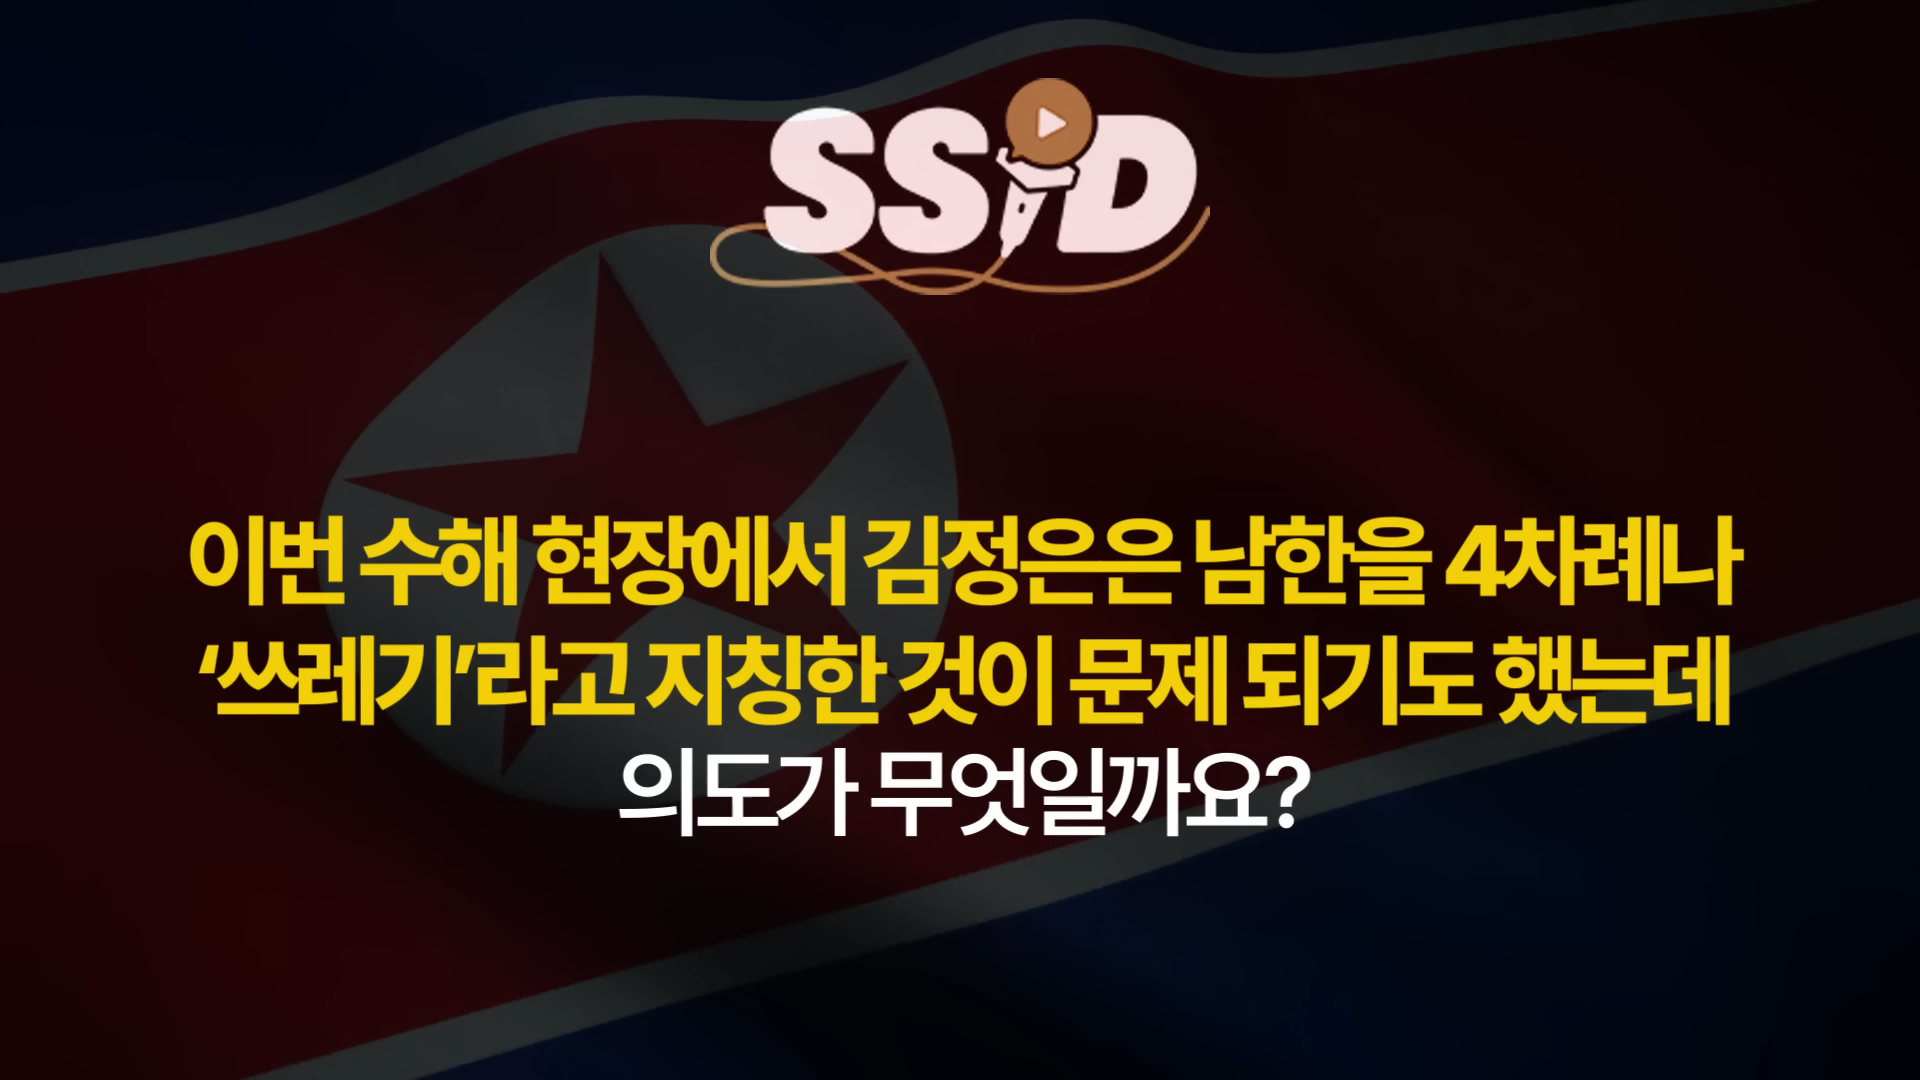 SSiD
이번 수해 현장에서 김정은은 남한을 4차례나
‘쓰레기’라고 지칭한 것이 문제 되기도 했는데
의도가 무엇일까요?